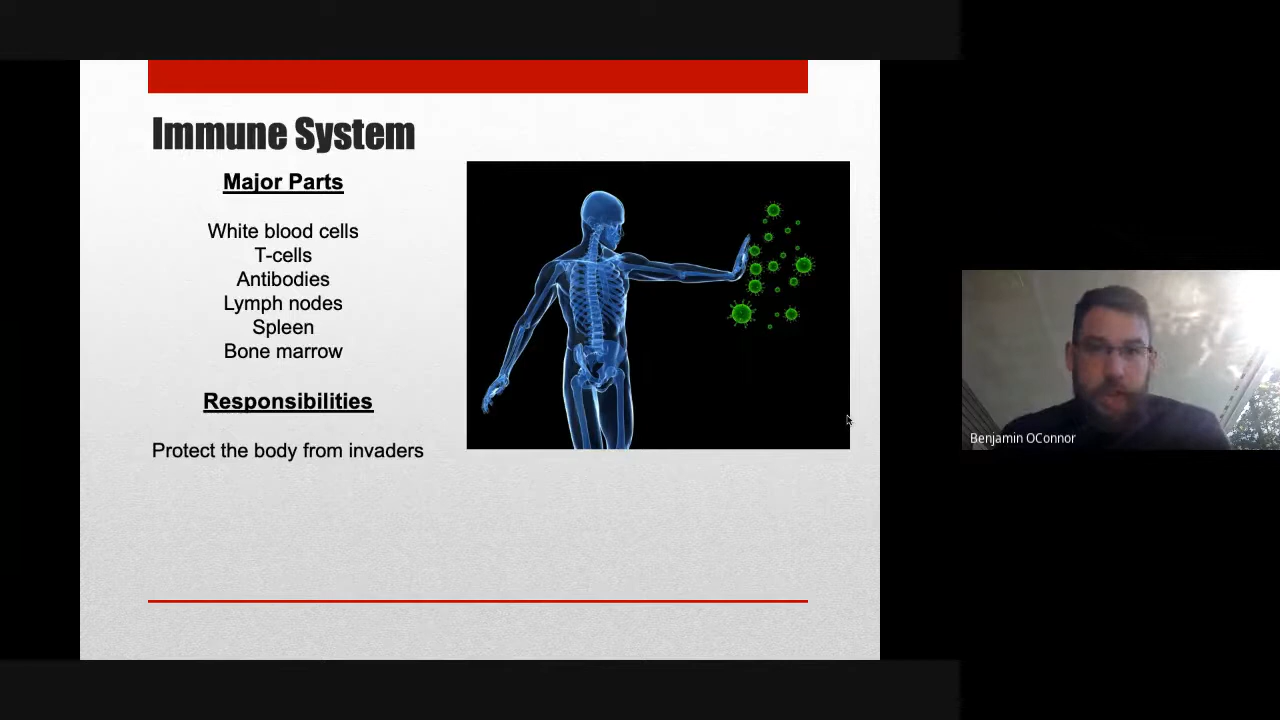 Immune System
Major Parts
White blood cells
T-cells
Antibodies
Lymph nodes
Spleen
Bone marrow
Responsibilities
Protect the body from invaders
Benjamin OConnor